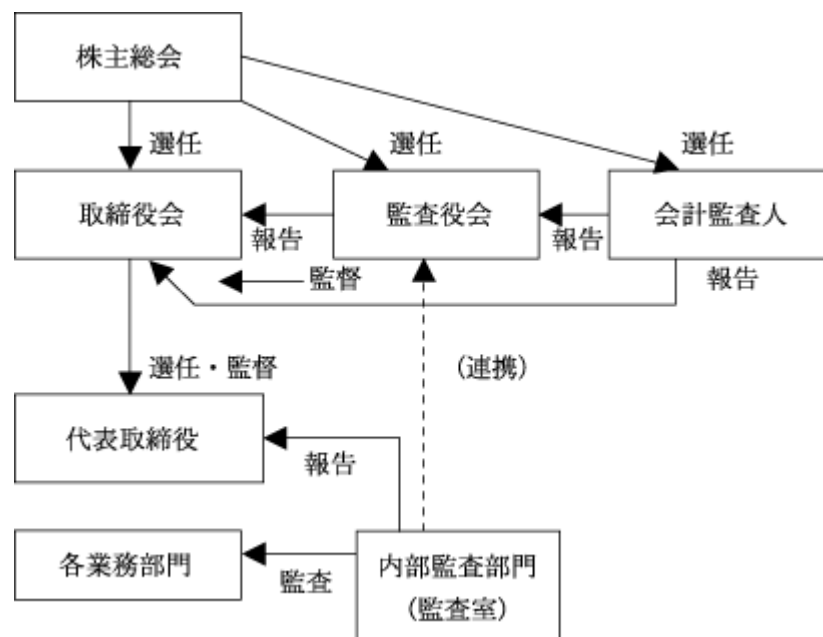 株主総会
選任
選任
選任
取締役会
監査役会
会計監査人
報告
報告
監督
報告
選任・監督
(連携)
代表取締役
報告
各業務部門
監査
内部監査部門
(監査室)